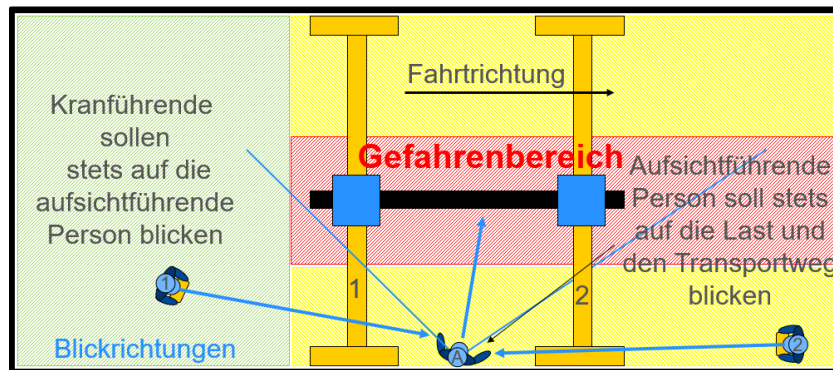 Fahrtrichtung
Kranführende
sollen
stets auf die
aufsichtführende
Person blicken
Gefahrenbereich
Aufsichtführende
Person soll stets
auf die Last und
den Transportweg
blicken
1
1
2
Blickrichtungen
A
2